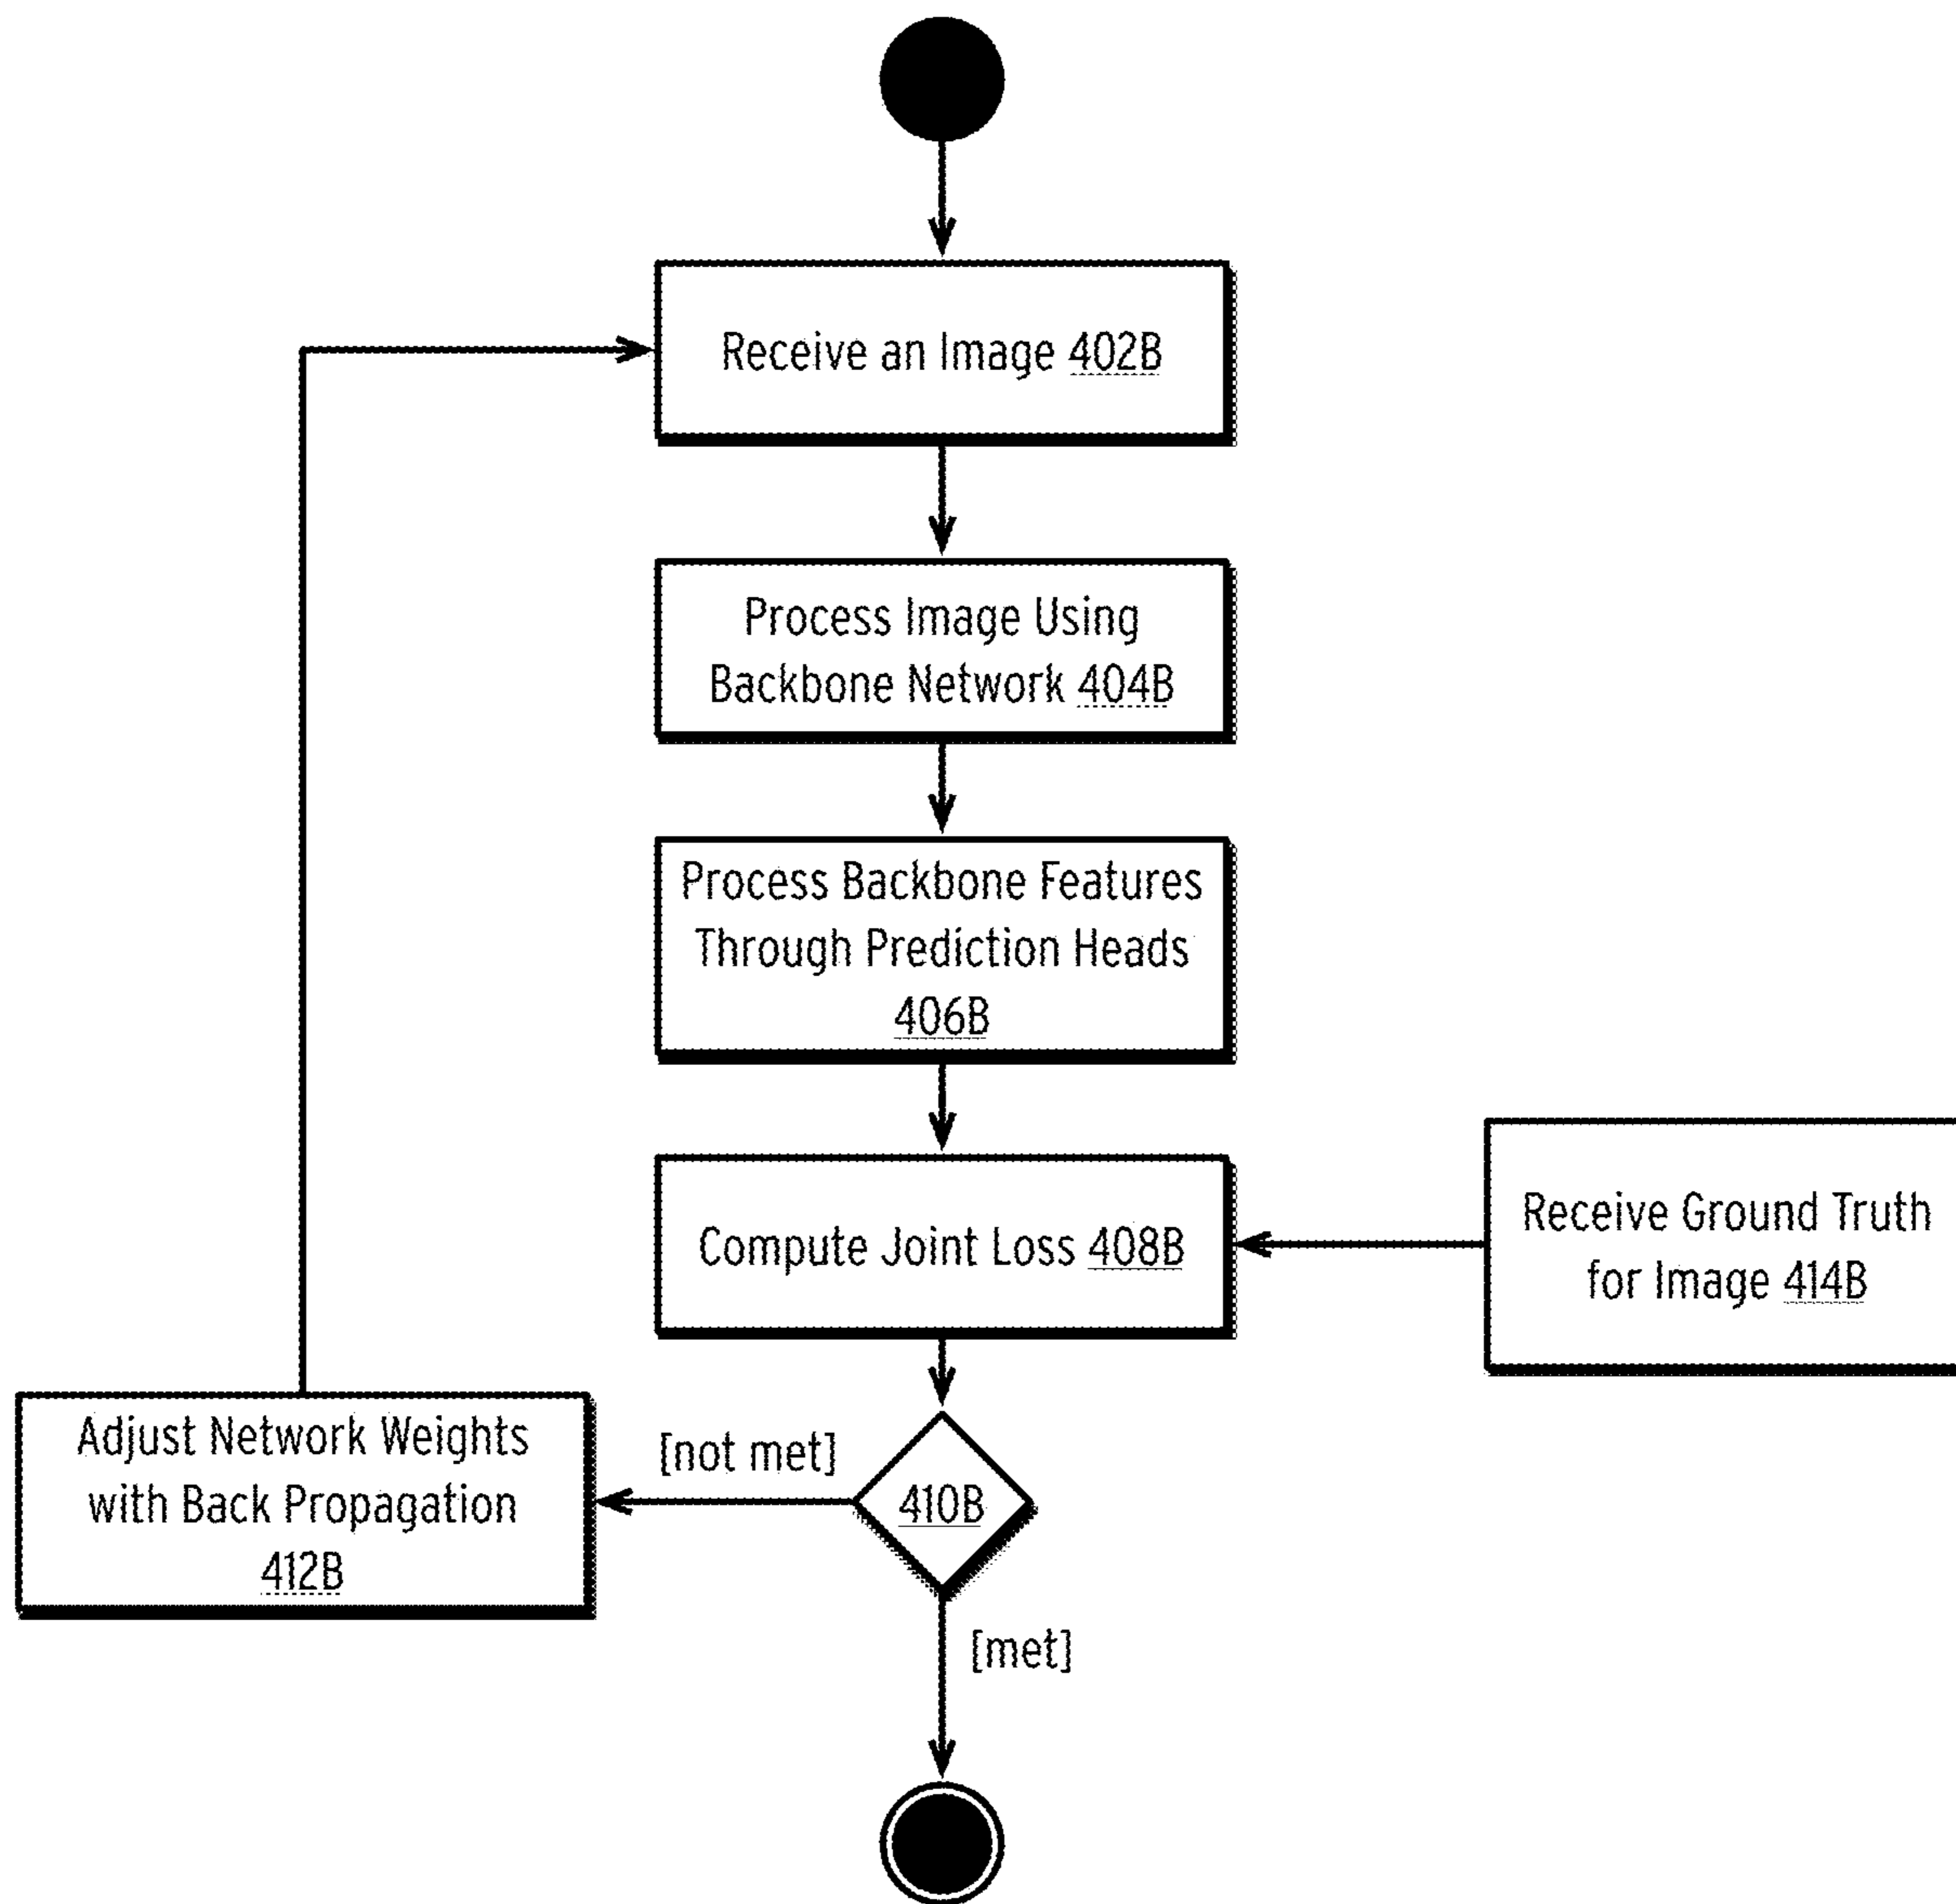 Receive an Image 402B
Process Image Using
Backbone Network 404B
Process Backbone Features
Through Prediction Heads
406B
Compute Joint Loss 408B
Receive Ground Truth
for Image 414B
Adjust Network Weights
with Back Propagation
412B
[not met]
410B
[met]